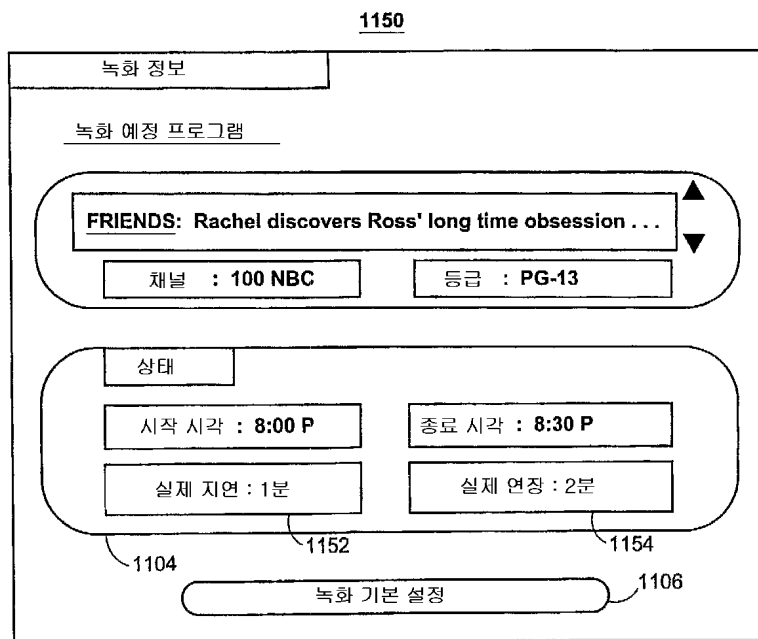 1150
녹화 정보
녹화 예정 프로그램
FRIENDS: Rachel discovers Ross' long time obsession . . .
채널 : 100 NBC
등급 : PG-13
상태
시작 시각 : 8:00 P
종료 시각 : 8:30 P
실제 지연 : 1분
실제 연장 : 2분
1104
1152
1154
녹화 기본 설정
1106